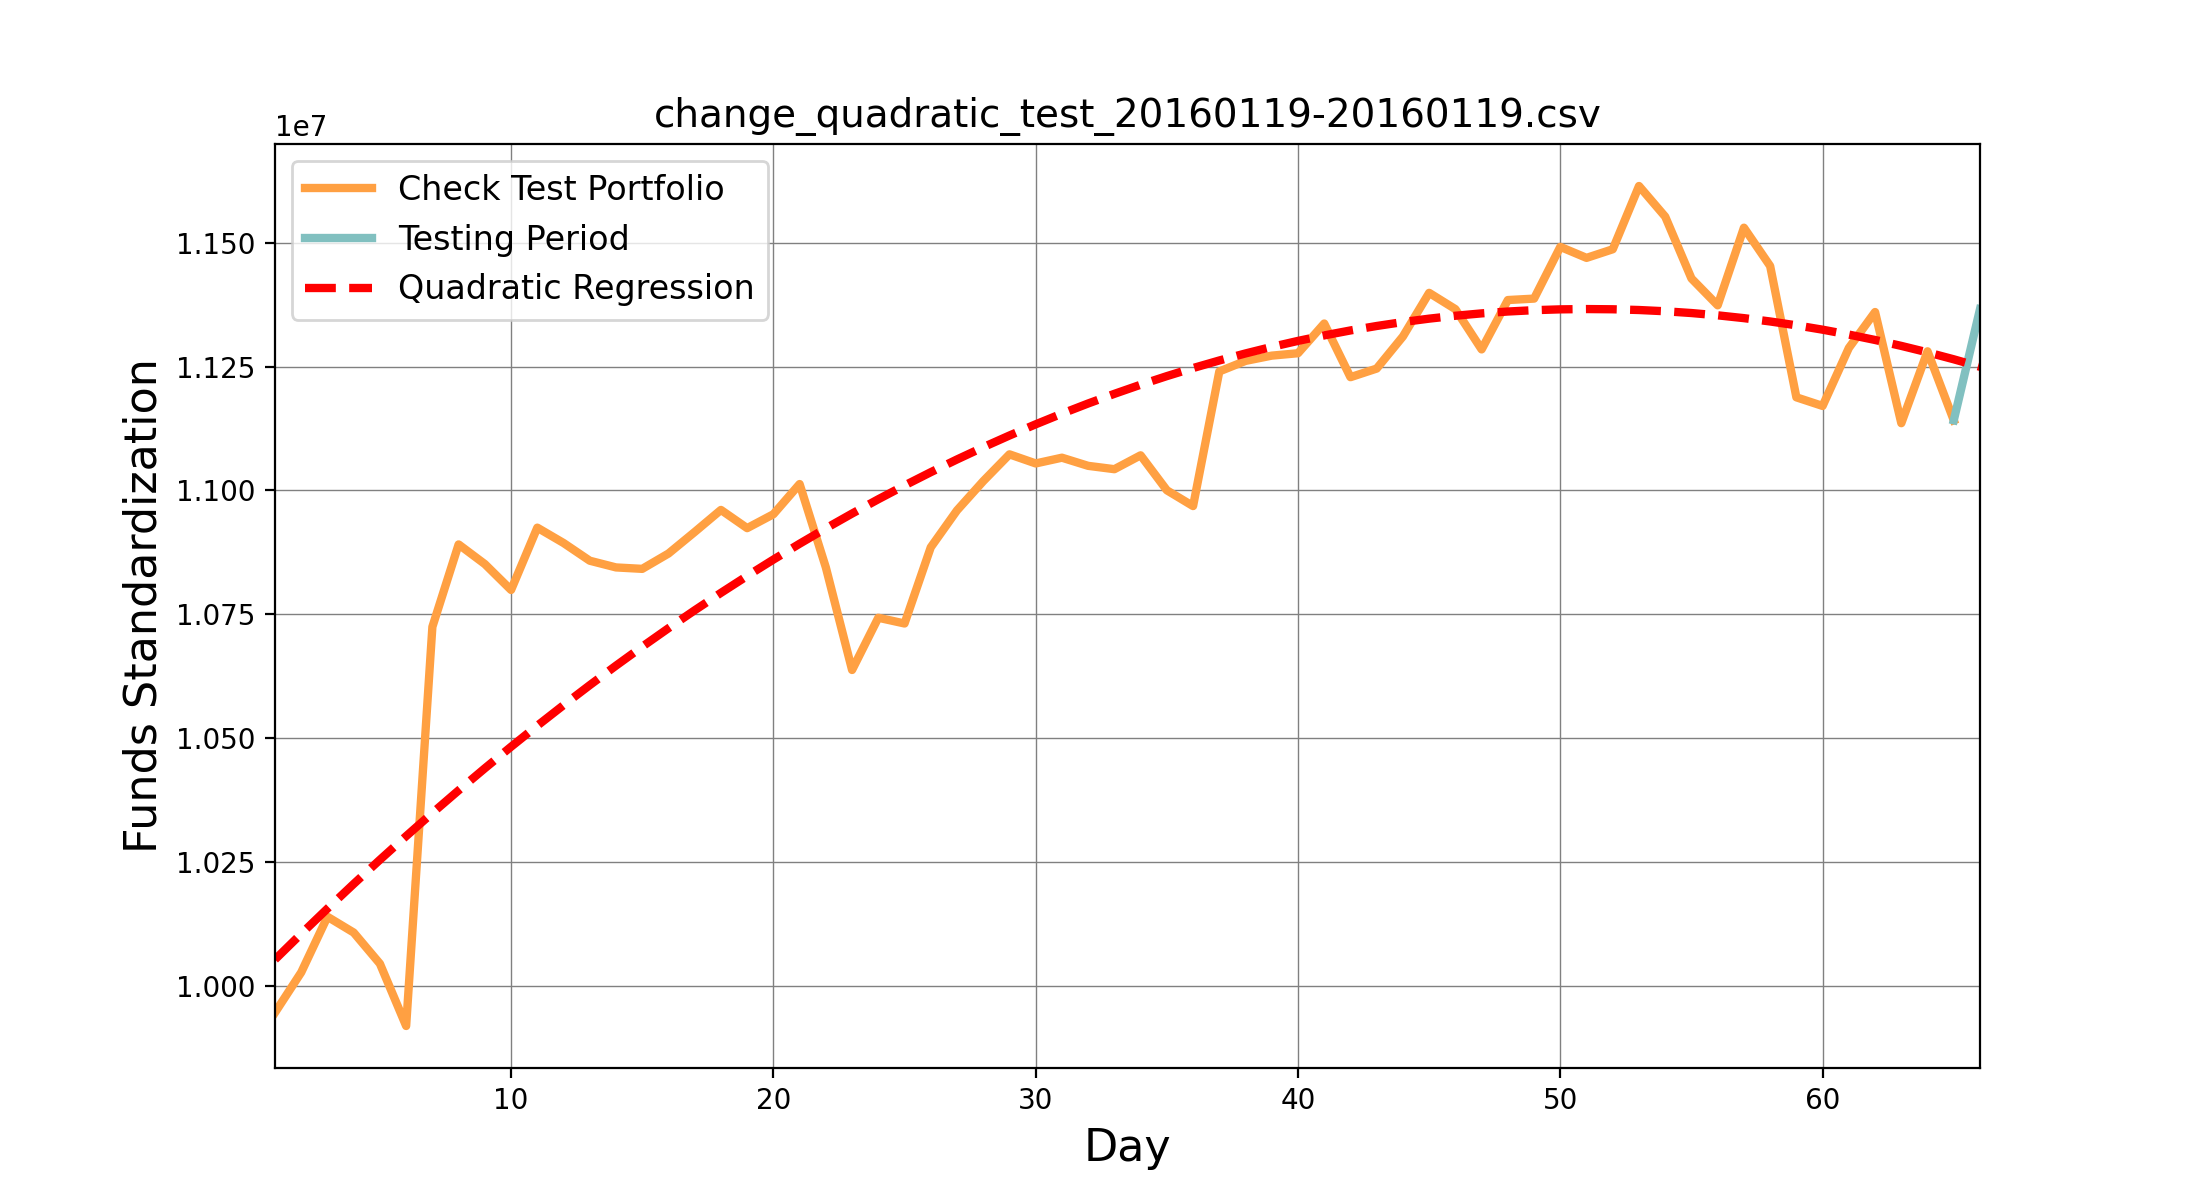 change_quadratic_test_20160119-20160119.csv
1e7
Check Test Portfolio
Testing Period
Quadratic Regression
1.150
1.125
1.100
1.075
1.050
1.025
1.000
Funds Standardization
10 20 30 40 50 60
Day